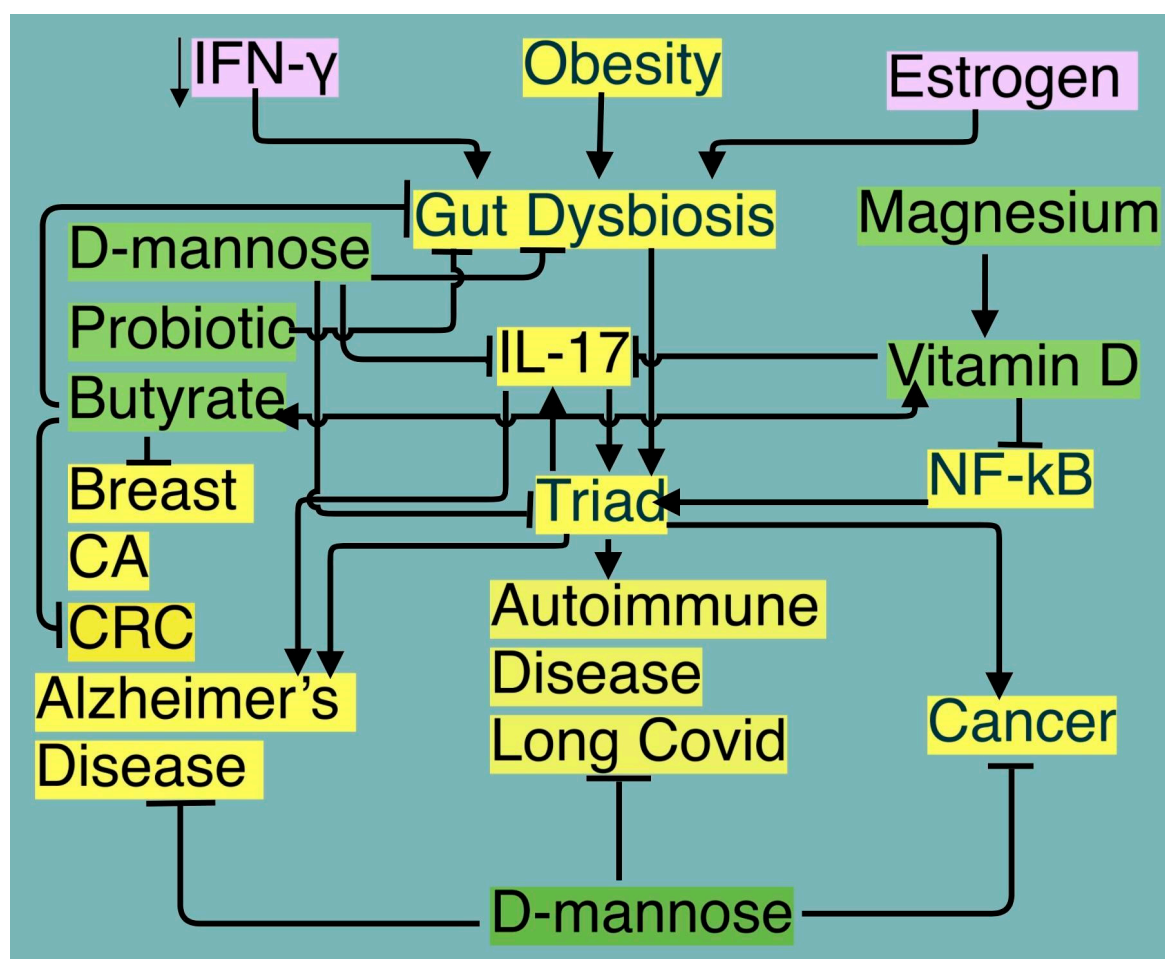 IFN-γ
Obesity
Estrogen
Gut Dysbiosis
Magnesium
D-mannose
Probiotic
IL-17
Vitamin D
Butyrate
Breast
CA
CRC
NF-kB
Triad
Autoimmune
Disease
Long Covid
Alzheimer's
Disease
Cancer
D-mannose